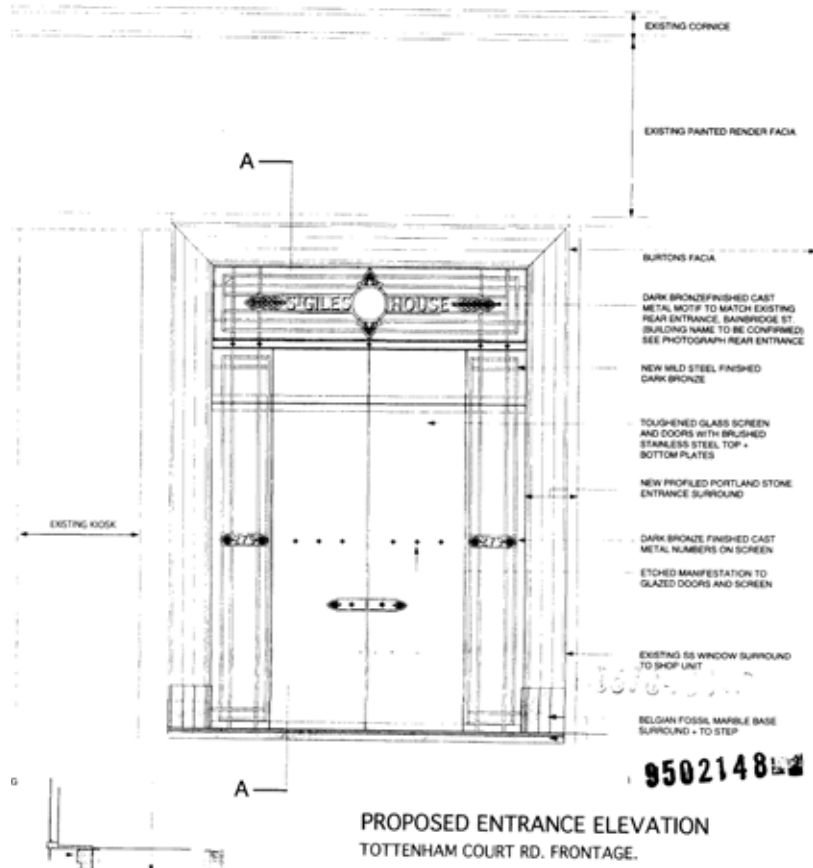 EXISTING CORNICE
EXISTING PAINTED RENDER FACIA
A
BURTONS FACIA
DARK BRONZEFINISHED CAST
METAL MOTIF TO MATCH EXISTING
REAR ENTRANCE, BAINBRIDGE ST.
(BUILDING NAME TO BE CONFIRMED)
SEE PHOTOGRAPH REAR ENTRANCE
ST GILES HOUSE
NEW MILD STEEL FINISHED
DARK BRONZE
TOUGHENED GLASS SCREEN
AND DOORS WITH BRUSHED
STAINLESS STEEL TOP +
BOTTOM PLATES
NEW PROFILED PORTLAND STONE
ENTRANCE SURROUND
EXISTING KIOSK
275
275
DARK BRONZE FINISHED CAST
METAL NUMBERS ON SCREEN
ETCHED MANIFESTATION TO
GLAZED DOORS AND SCREEN
EXISTING SS WINDOW SURROUND
TO SHOP UNIT
BELGIAN FOSSIL MARBLE BASE
SURROUND + TO STEP
9502148
G
A
PROPOSED ENTRANCE ELEVATION
TOTTENHAM COURT RD. FRONTAGE.